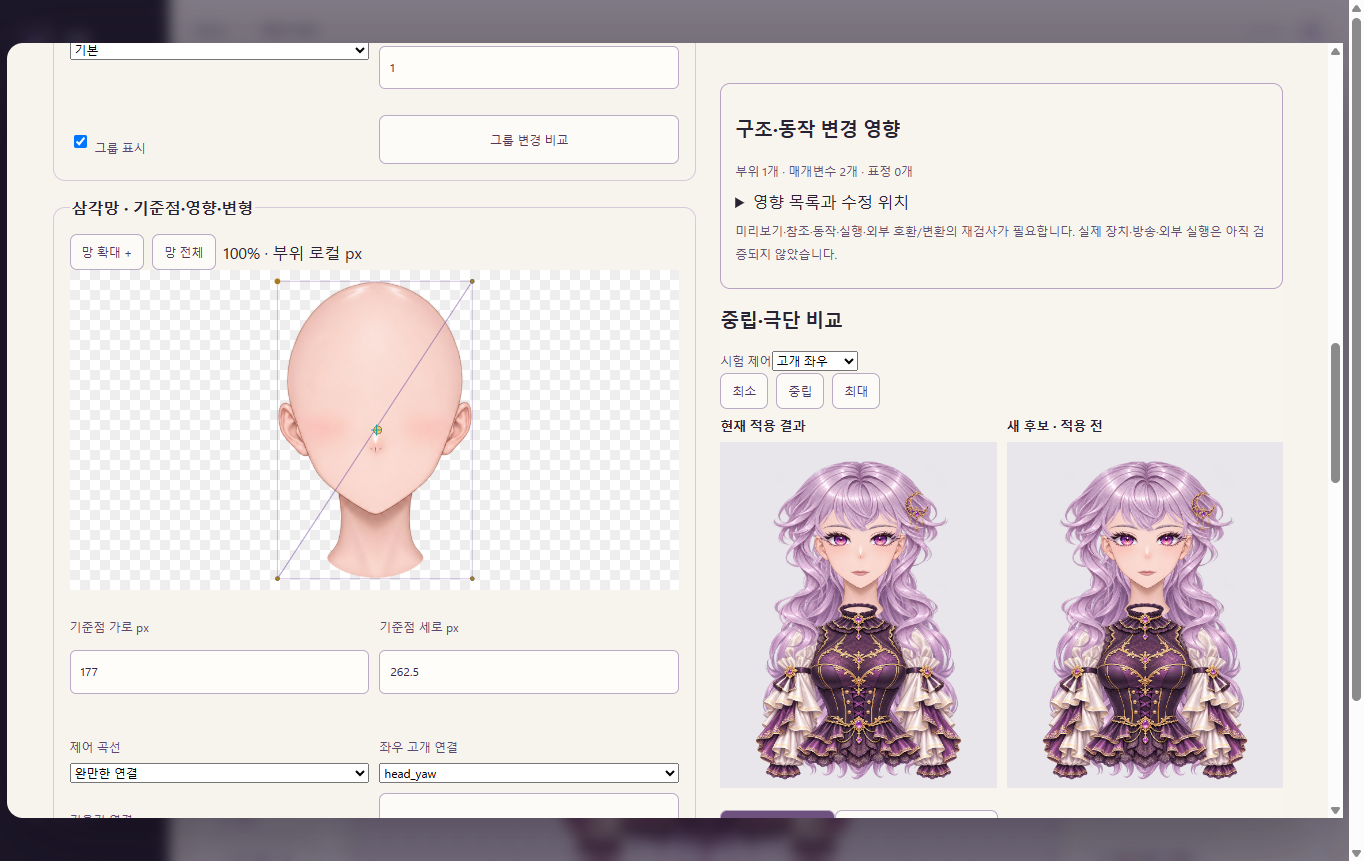 기본
1
그룹 표시
그룹 변경 비교
삼각망 · 기준점·영향·변형
망 확대 +
망 전체
100% · 부위 로컬 px
기준점 가로 px
기준점 세로 px
177
262.5
제어 곡선
좌우 고개 연결
완만한 연결
head_yaw
구조·동작 변경 영향
부위 1개 · 매개변수 2개 · 표정 0개
▶ 영향 목록과 수정 위치
미리보기·참조·동작·실행·외부 호환/변환의 재검사가 필요합니다. 실제 장치·방송·외부 실행은 아직 검
증되지 않았습니다.
중립·극단 비교
시험 제어
고개 좌우
최소
중립
최대
현재 적용 결과
새 후보 · 적용 전